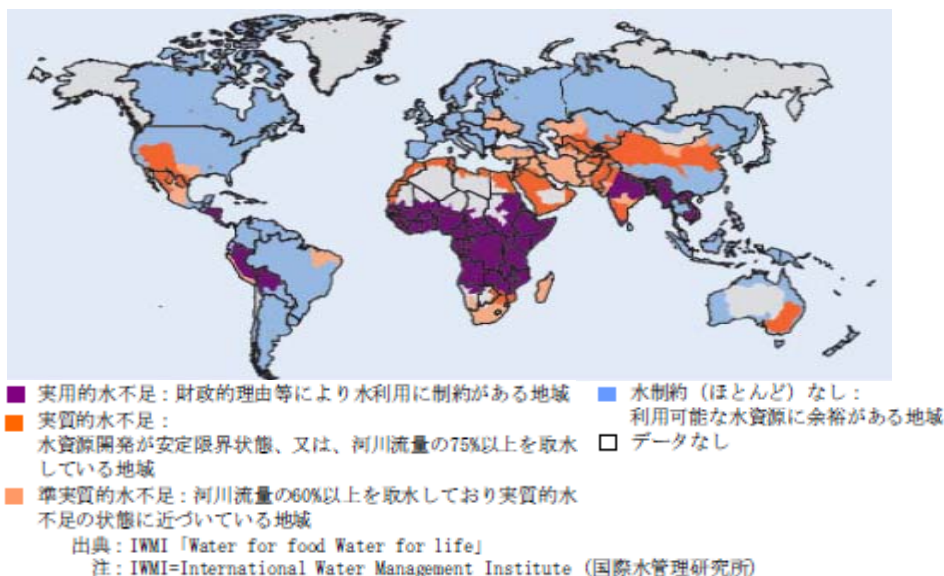 実用的水不足：財政的理由等により水利用に制約がある地域
実質的水不足：
水資源開発が安定限界状態、又は、河川流量の75%以上を取水
している地域
準実質的水不足：河川流量の60%以上を取水しており実質的水
不足の状態に近づいている地域
水制約（ほとんど）なし：
利用可能な水資源に余裕がある地域
データなし
出典：IWMI「Water for food Water for life」
注：IWMI=International Water Management Institute（国際水管理研究所）